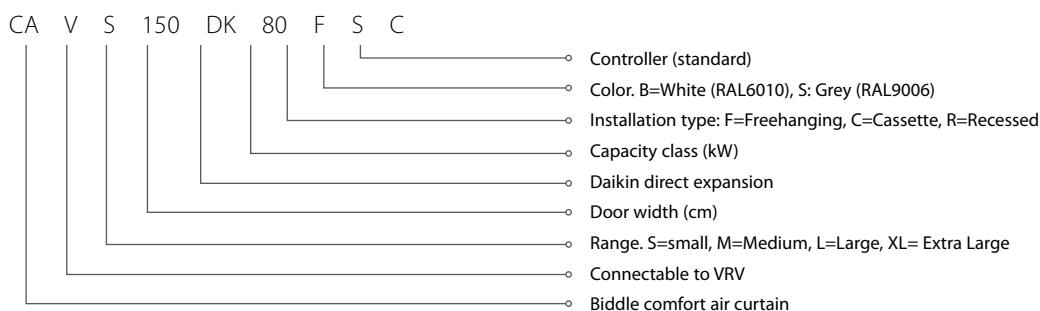 CA V S 150 DK 80 F S C
Controller (standard)
Color. B=White (RAL6010), S: Grey (RAL9006)
Installation type: F=Freehanging, C=Cassette, R=Recessed
Capacity class (kW)
Daikin direct expansion
Door width (cm)
Range. S=small, M=Medium, L=Large, XL= Extra Large
Connectable to VRV
Biddle comfort air curtain